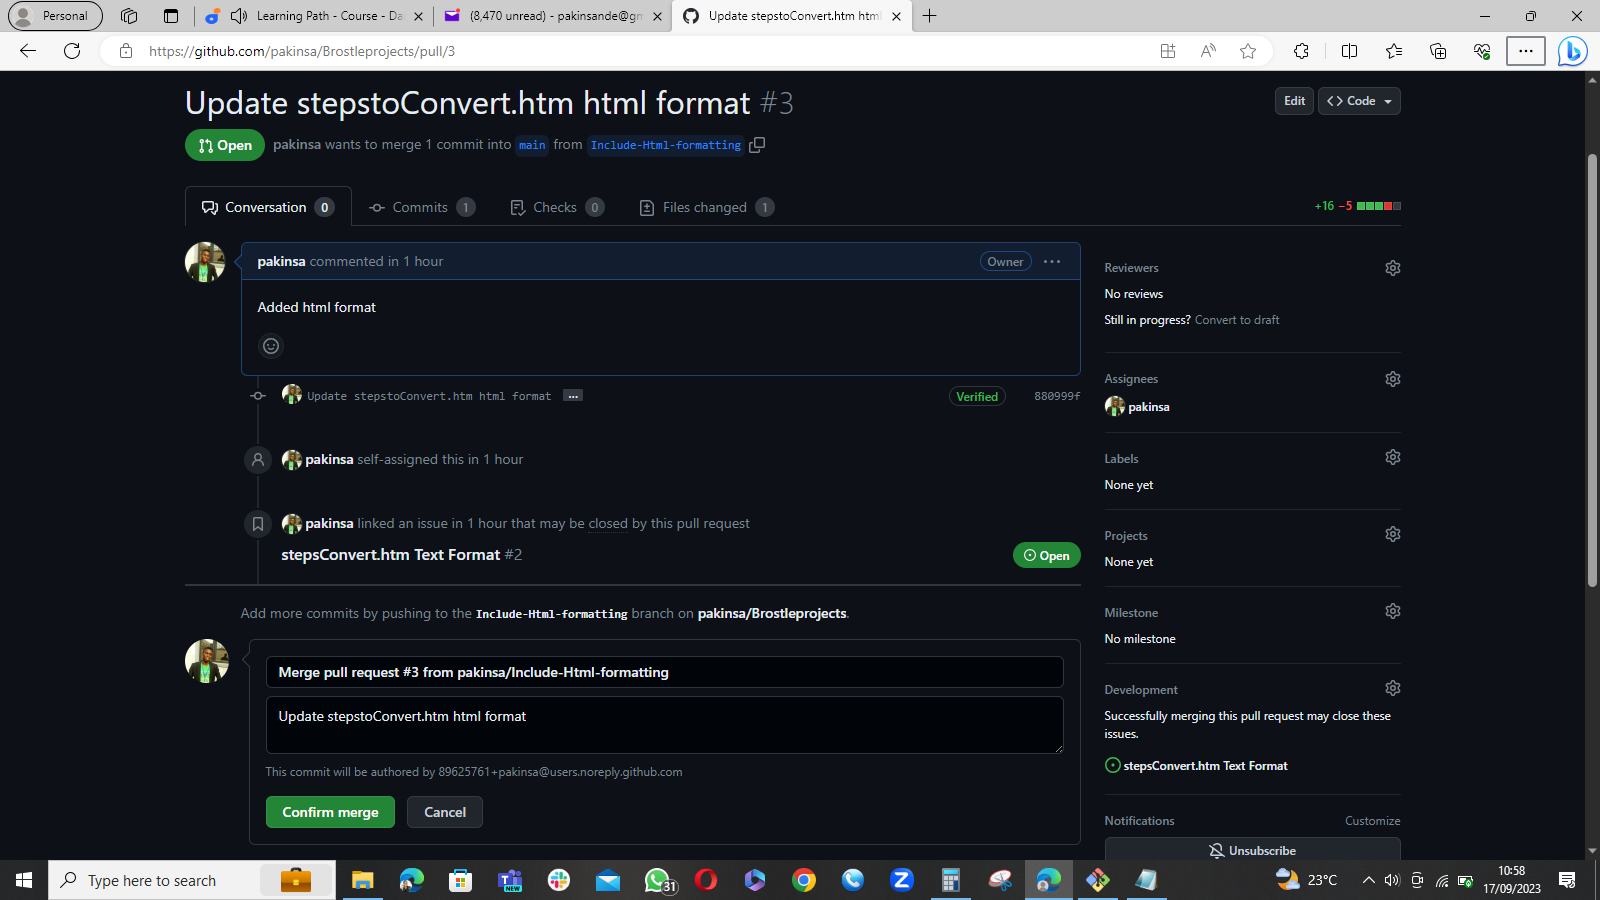 Personal
Learning Path - Course - Da
(8,470 unread) - pakinsande@gm
Update stepstoConvert.htm html
https://github.com/pakinsa/Brostleprojects/pull/3
Update stepstoConvert.htm html format #3
Edit
<> Code
Open
pakinsa wants to merge 1 commit into main from Include-Html-formatting
Conversation 0
Commits 1
Checks 0
Files changed 1
+16 −5
pakinsa commented in 1 hour
Owner
Added html format
Update stepstoConvert.htm html format ...
Verified
880999f
pakinsa self-assigned this in 1 hour
pakinsa linked an issue in 1 hour that may be closed by this pull request
stepsConvert.htm Text Format #2
Open
Add more commits by pushing to the Include-Html-formatting branch on pakinsa/Brostleprojects.
Merge pull request #3 from pakinsa/Include-Html-formatting
Update stepstoConvert.htm html format
This commit will be authored by 89625761+pakinsa@users.noreply.github.com
Confirm merge
Cancel
Reviewers
No reviews
Still in progress? Convert to draft
Assignees
pakinsa
Labels
None yet
Projects
None yet
Milestone
No milestone
Development
Successfully merging this pull request may close these
issues.
stepsConvert.htm Text Format
Notifications
Customize
Unsubscribe
Type here to search
NEW
31
23°C
10:58
17/09/2023